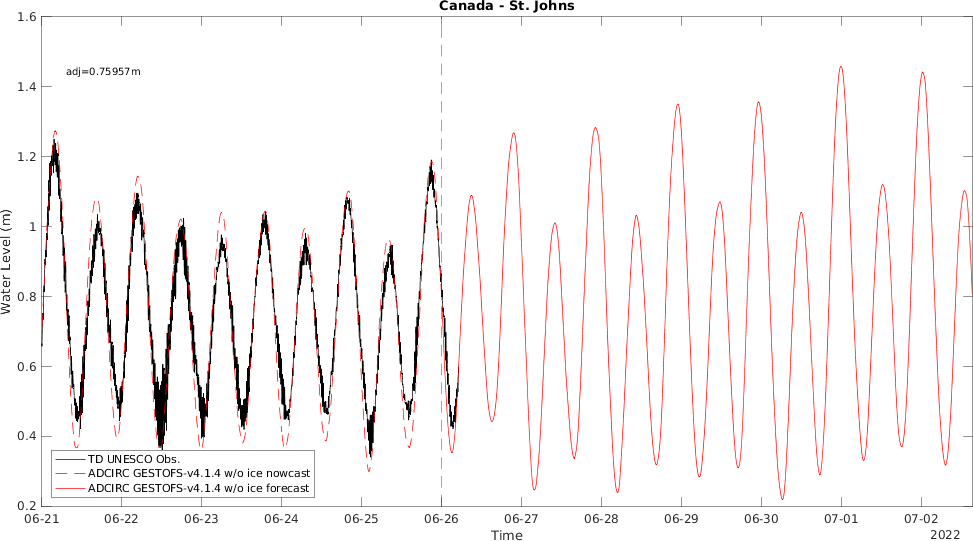 Canada - St. Johns
1.6
1.4
1.2
1
0.8
0.6
0.4
0.2
Water Level (m)
adj=0.75957m
TD UNESCO Obs.
ADCIRC GESTOFS-v4.1.4 w/o ice nowcast
ADCIRC GESTOFS-v4.1.4 w/o ice forecast
06-21 06-22 06-23 06-24 06-25 06-26 06-27 06-28 06-29 06-30 07-01 07-02
Time
2022